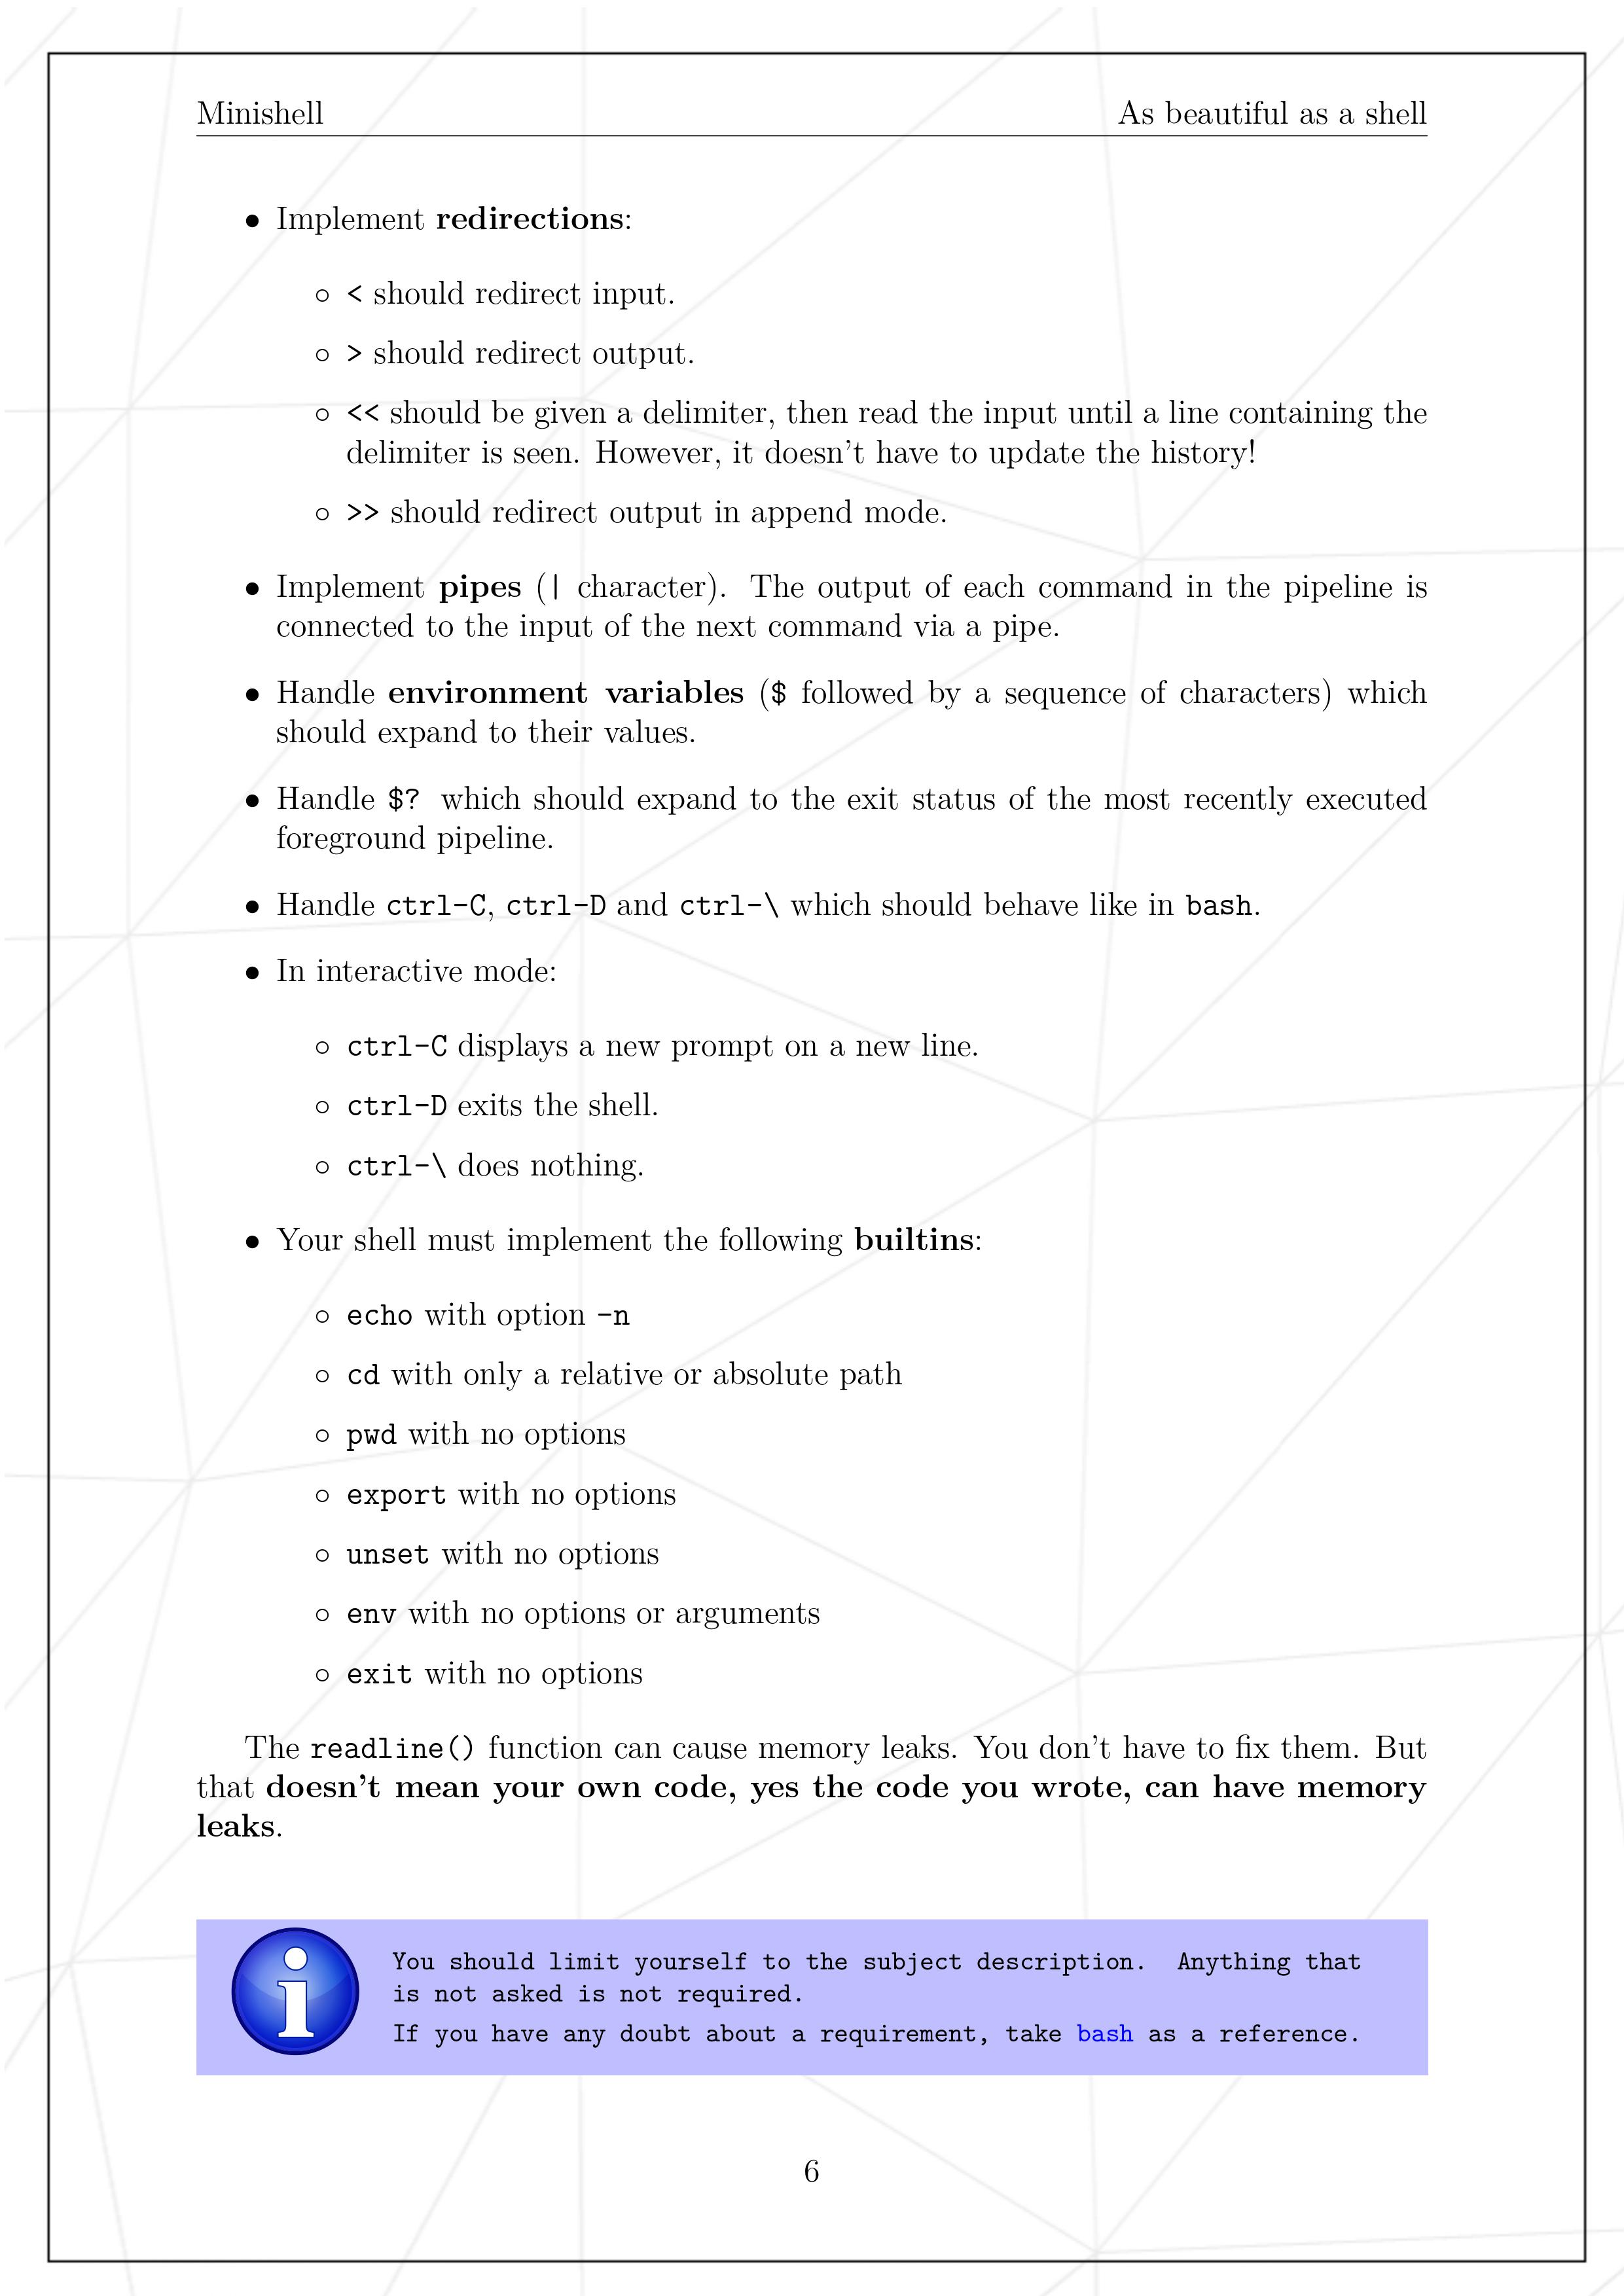 Minishell As beautiful as a shell
• Implement redirections:
◦ < should redirect input.
◦ > should redirect output.
◦ << should be given a delimiter, then read the input until a line containing the
delimiter is seen. However, it doesn't have to update the history!
◦ >> should redirect output in append mode.
• Implement pipes (| character). The output of each command in the pipeline is
connected to the input of the next command via a pipe.
• Handle environment variables ($ followed by a sequence of characters) which
should expand to their values.
• Handle $? which should expand to the exit status of the most recently executed
foreground pipeline.
• Handle ctrl-C, ctrl-D and ctrl-\ which should behave like in bash.
• In interactive mode:
◦ ctrl-C displays a new prompt on a new line.
◦ ctrl-D exits the shell.
◦ ctrl-\ does nothing.
• Your shell must implement the following builtins:
◦ echo with option -n
◦ cd with only a relative or absolute path
◦ pwd with no options
◦ export with no options
◦ unset with no options
◦ env with no options or arguments
◦ exit with no options
The readline() function can cause memory leaks. You don't have to fix them. But
that doesn't mean your own code, yes the code you wrote, can have memory
leaks.
You should limit yourself to the subject description. Anything that
is not asked is not required.
If you have any doubt about a requirement, take bash as a reference.
6